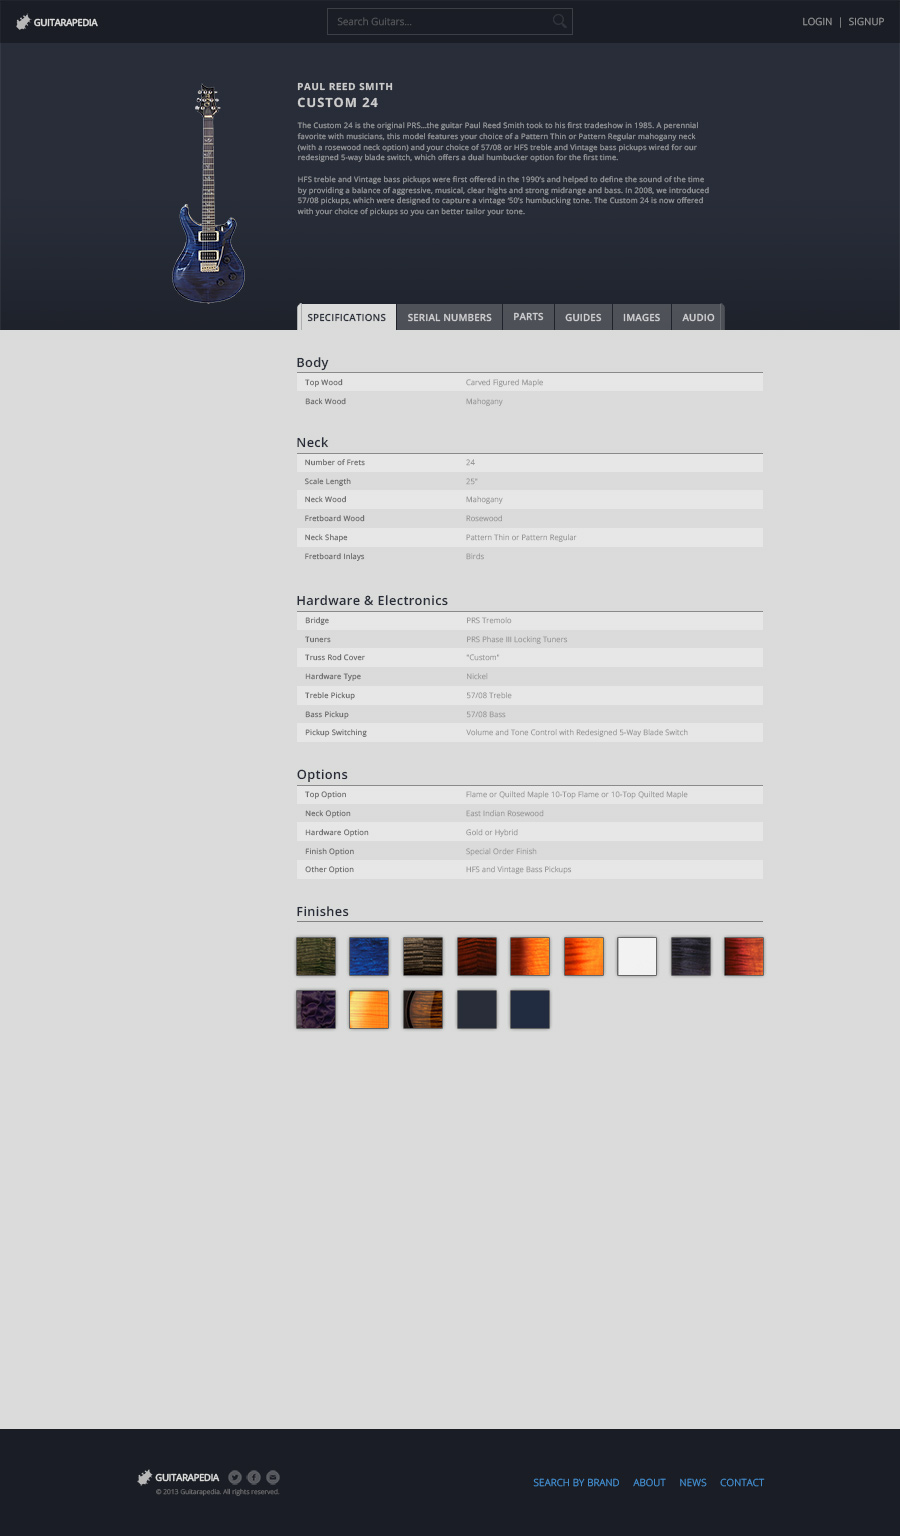 GUITARAPEDIA
Search Guitars...
LOGIN | SIGNUP
PAUL REED SMITH
CUSTOM 24
The Custom 24 is the original PRS...the guitar Paul Reed Smith took to his first tradeshow in 1985. A perennial
favorite with musicians, this model features your choice of a Pattern Thin or Pattern Regular mahogany neck
(with a rosewood neck option) and your choice of 57/08 or HFS treble and Vintage bass pickups wired for our
redesigned 5-way blade switch, which offers a dual humbucker option for the first time.
HFS treble and Vintage bass pickups were first offered in the 1990's and helped to define the sound of the time
by providing a balance of aggressive, musical, clear highs and strong midrange and bass. In 2008, we introduced
57/08 pickups, which were designed to capture a vintage '50's humbucking tone. The Custom 24 is now offered
with your choice of pickups so you can better tailor your tone.
SPECIFICATIONS SERIAL NUMBERS PARTS GUIDES IMAGES AUDIO
Body
Top Wood Carved Figured Maple
Back Wood Mahogany
Neck
Number of Frets 24
Scale Length 25"
Neck Wood Mahogany
Fretboard Wood Rosewood
Neck Shape Pattern Thin or Pattern Regular
Fretboard Inlays Birds
Hardware & Electronics
Bridge PRS Tremolo
Tuners PRS Phase III Locking Tuners
Truss Rod Cover "Custom"
Hardware Type Nickel
Treble Pickup 57/08 Treble
Bass Pickup 57/08 Bass
Pickup Switching Volume and Tone Control with Redesigned 5-Way Blade Switch
Options
Top Option Flame or Quilted Maple 10-Top Flame or 10-Top Quilted Maple
Neck Option East Indian Rosewood
Hardware Option Gold or Hybrid
Finish Option Special Order Finish
Other Option HFS and Vintage Bass Pickups
Finishes
GUITARAPEDIA
© 2013 Guitarapedia. All rights reserved.
SEARCH BY BRAND ABOUT NEWS CONTACT